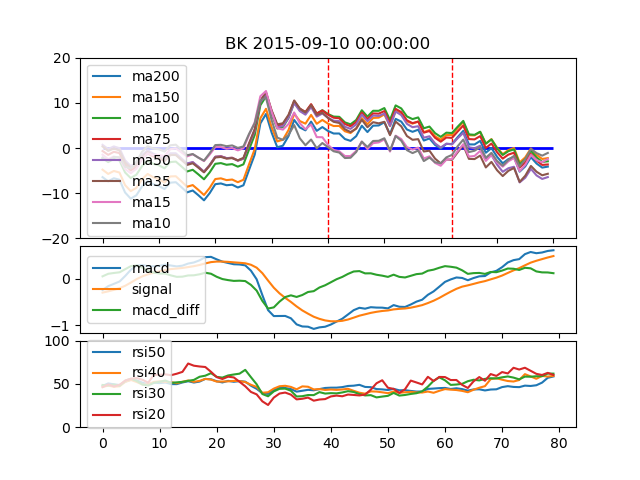 BK 2015-09-10 00:00:00
20
10
0
−10
−20
ma200
ma150
ma100
ma75
ma50
ma35
ma15
ma10
0
−1
macd
signal
macd_diff
100
50
0
rsi50
rsi40
rsi30
rsi20
0 10 20 30 40 50 60 70 80